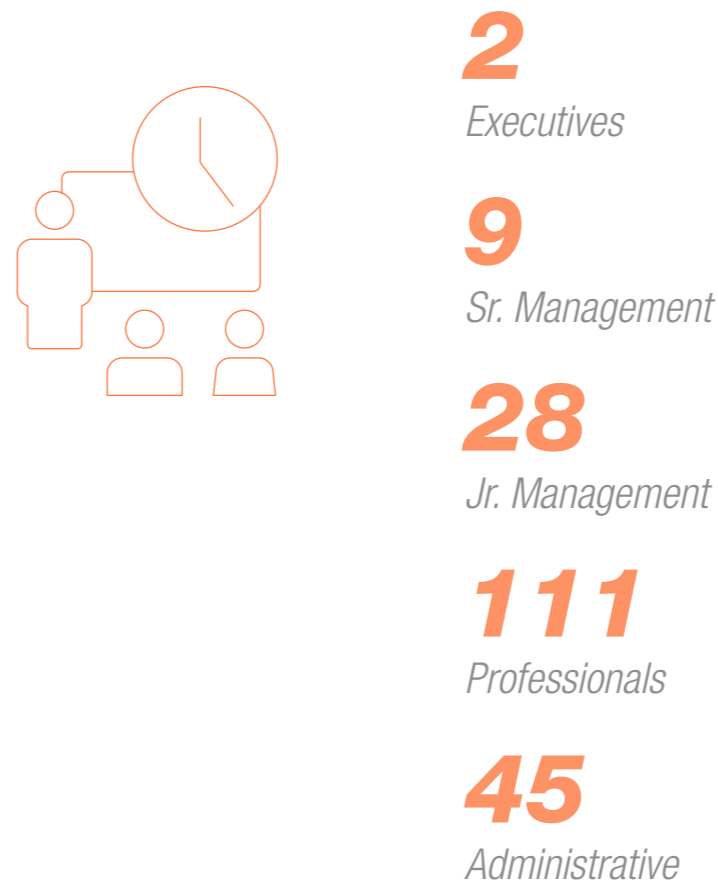 2
Executives
9
Sr. Management
28
Jr. Management
111
Professionals
45
Administrative